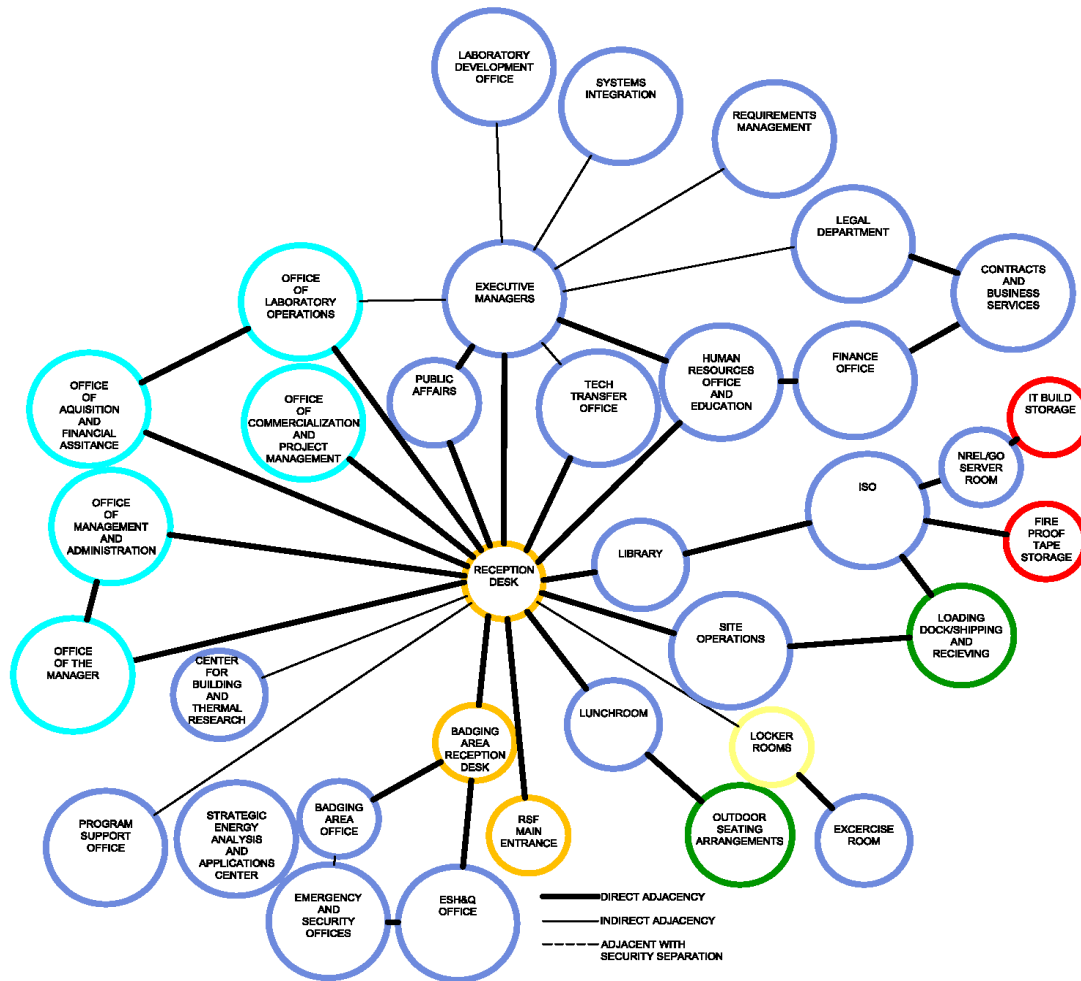 LABORATORY
DEVELOPMENT
OFFICE
SYSTEMS
INTEGRATION
REQUIREMENTS
MANAGEMENT
LEGAL
DEPARTMENT
CONTRACTS
AND
BUSINESS
SERVICES
OFFICE
OF
LABORATORY
OPERATIONS
EXECUTIVE
MANAGERS
OFFICE
OF
AQUISITION
AND
FINANCIAL
ASSITANCE
OFFICE
OF
COMMERCIALIZATION
AND
PROJECT
MANAGEMENT
PUBLIC
AFFAIRS
TECH
TRANSFER
OFFICE
HUMAN
RESOURCES
OFFICE
AND
EDUCATION
FINANCE
OFFICE
IT BUILD
STORAGE
NREL/GO
SERVER
ROOM
ISO
OFFICE
OF
MANAGEMENT
AND
ADMINISTRATION
FIRE
PROOF
TAPE
STORAGE
LIBRARY
RECEPTION
DESK
OFFICE
OF THE
MANAGER
CENTER
FOR
BUILDING
AND
THERMAL
RESEARCH
SITE
OPERATIONS
LOADING
DOCK/SHIPPING
AND
RECIEVING
BADGING
AREA
RECEPTION
DESK
LUNCHROOM
LOCKER
ROOMS
PROGRAM
SUPPORT
OFFICE
STRATEGIC
ENERGY
ANALYSIS
AND
APPLICATIONS
CENTER
BADGING
AREA
OFFICE
RSF
MAIN
ENTRANCE
OUTDOOR
SEATING
ARRANGEMENTS
EXCERCISE
ROOM
EMERGENCY
AND
SECURITY
OFFICES
ESH&Q
OFFICE
DIRECT ADJACENCY
INDIRECT ADJACENCY
ADJACENT WITH
SECURITY SEPARATION